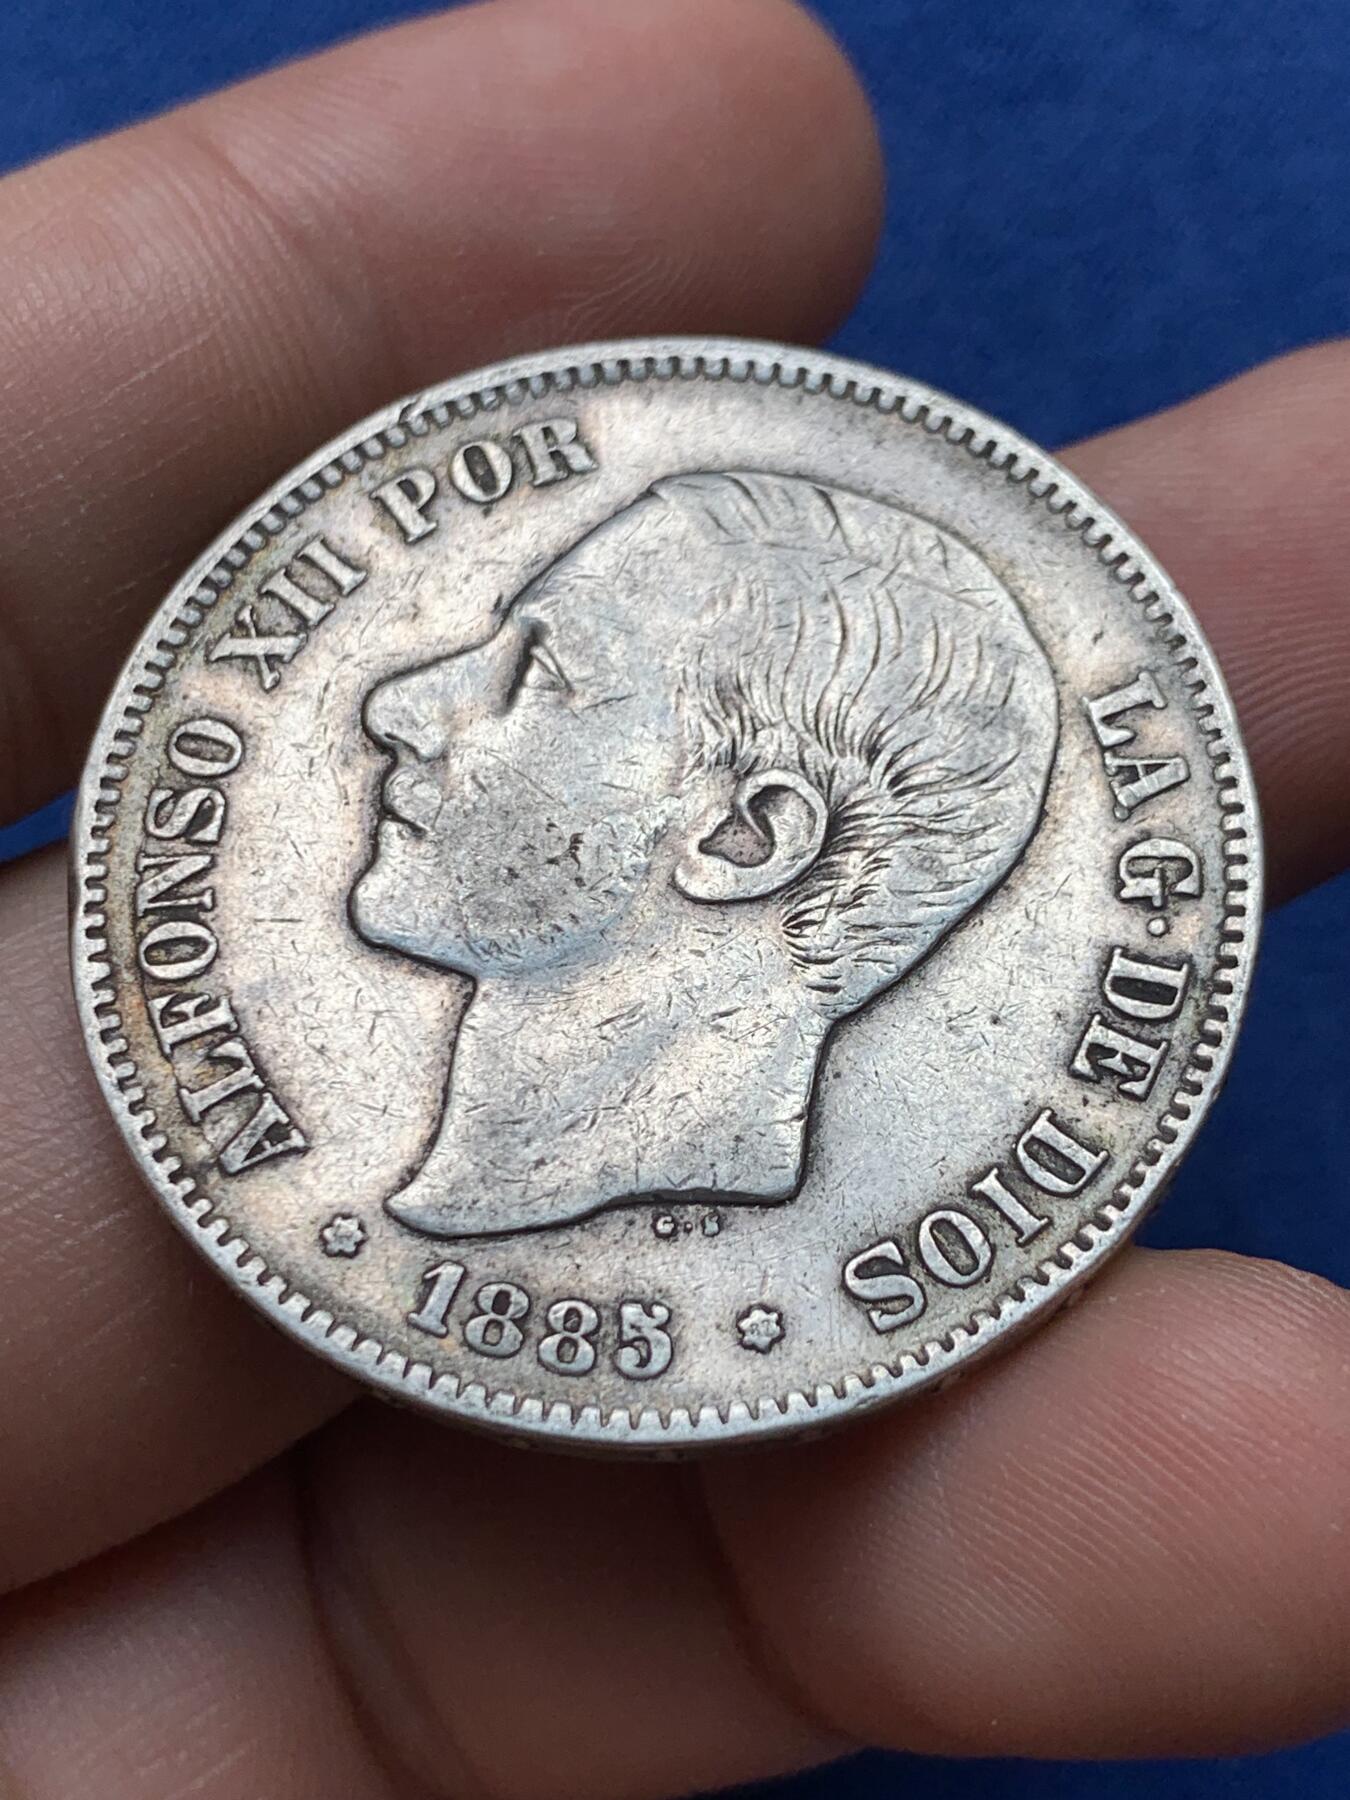 ALFONSO XII POR LA G· DE DIOS
G·S
1885